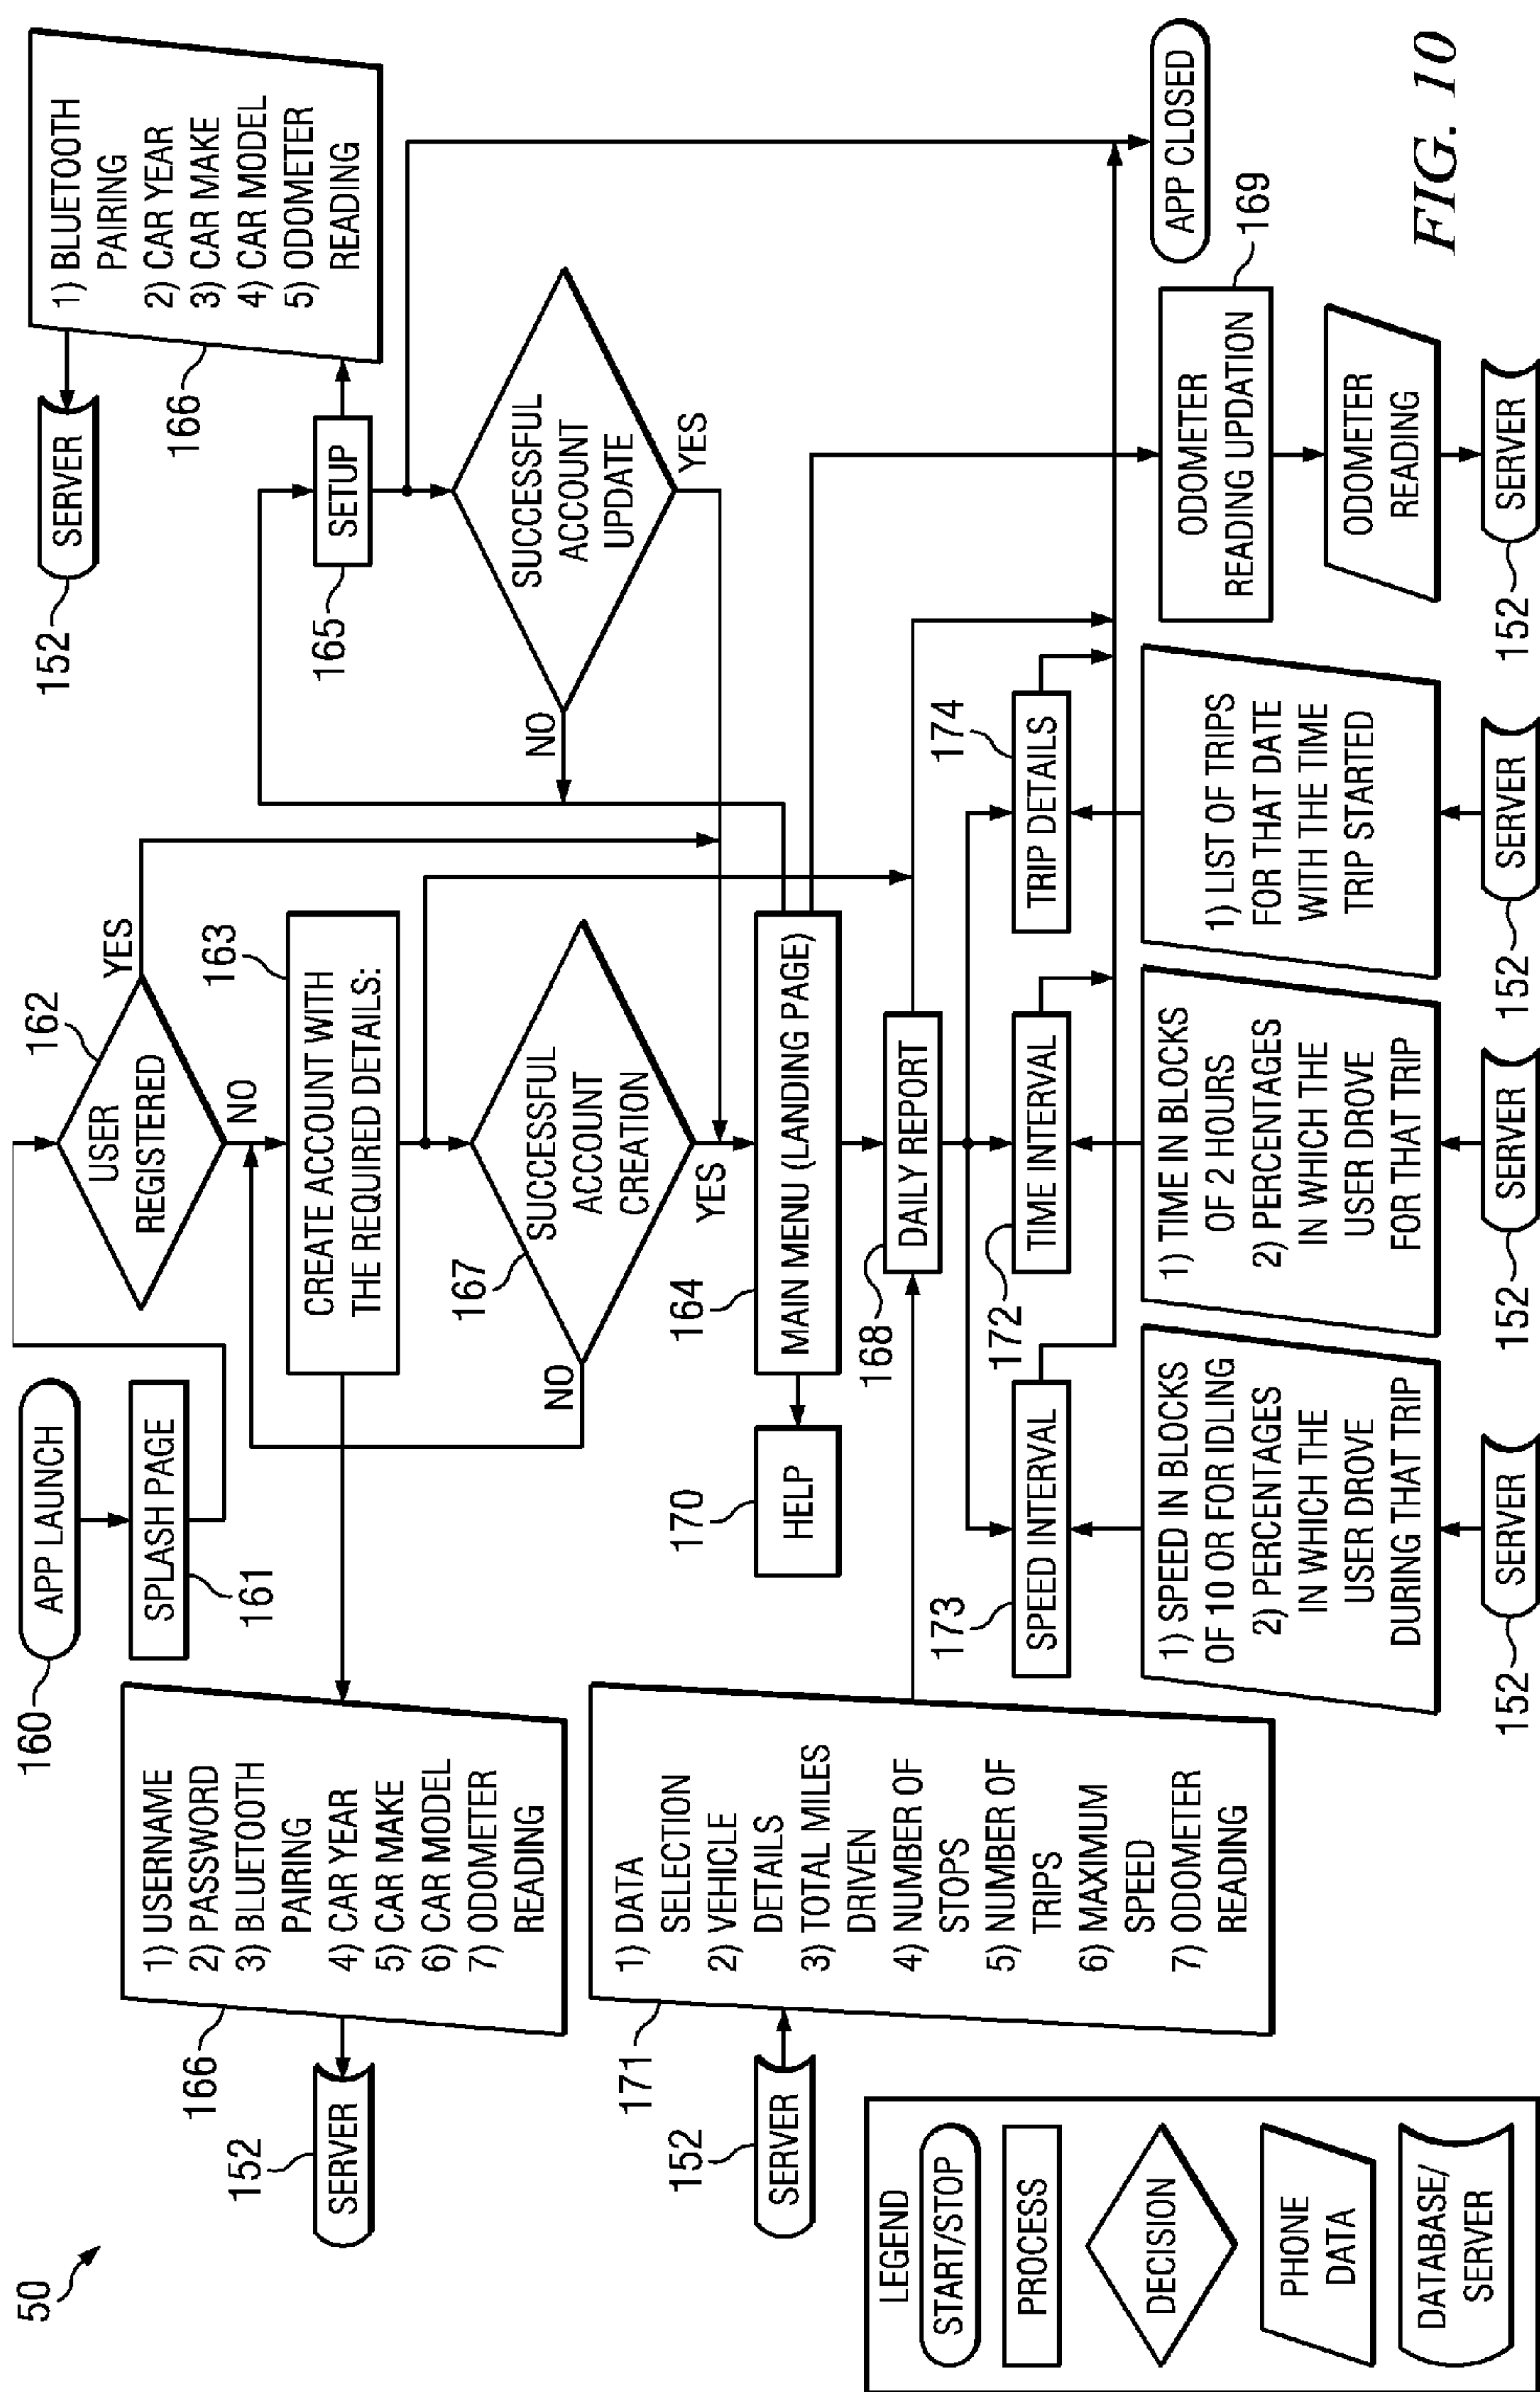 50
160
APP LAUNCH
SPLASH PAGE
161
162
USER
REGISTERED
YES
NO
163
CREATE ACCOUNT WITH
THE REQUIRED DETAILS:
1) USERNAME
2) PASSWORD
3) BLUETOOTH
PAIRING
4) CAR YEAR
5) CAR MAKE
6) CAR MODEL
7) ODOMETER
READING
166
152
SERVER
167
SUCCESSFUL
ACCOUNT
CREATION
NO
YES
152
SERVER
1) BLUETOOTH
PAIRING
2) CAR YEAR
3) CAR MAKE
4) CAR MODEL
5) ODOMETER
READING
166
SETUP
165
SUCCESSFUL
ACCOUNT
UPDATE
NO
YES
164
MAIN MENU (LANDING PAGE)
170
HELP
168
DAILY REPORT
171
1) DATA
SELECTION
2) VEHICLE
DETAILS
3) TOTAL MILES
DRIVEN
4) NUMBER OF
STOPS
5) NUMBER OF
TRIPS
6) MAXIMUM
SPEED
7) ODOMETER
READING
152
SERVER
173
SPEED INTERVAL
172
TIME INTERVAL
174
TRIP DETAILS
1) SPEED IN BLOCKS
OF 10 OR FOR IDLING
2) PERCENTAGES
IN WHICH THE
USER DROVE
DURING THAT TRIP
152
SERVER
1) TIME IN BLOCKS
OF 2 HOURS
2) PERCENTAGES
IN WHICH THE
USER DROVE
FOR THAT TRIP
152
SERVER
1) LIST OF TRIPS
FOR THAT DATE
WITH THE TIME
TRIP STARTED
152
SERVER
ODOMETER
READING UPDATION
169
ODOMETER
READING
152
SERVER
APP CLOSED
LEGEND
START/STOP
PROCESS
DECISION
PHONE
DATA
DATABASE/
SERVER
FIG. 10